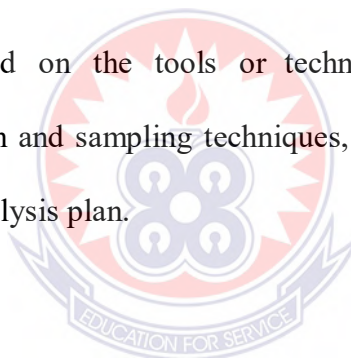 d on the tools or techn
and sampling techniques,
lysis plan.
EDUCATION FOR SERVICE